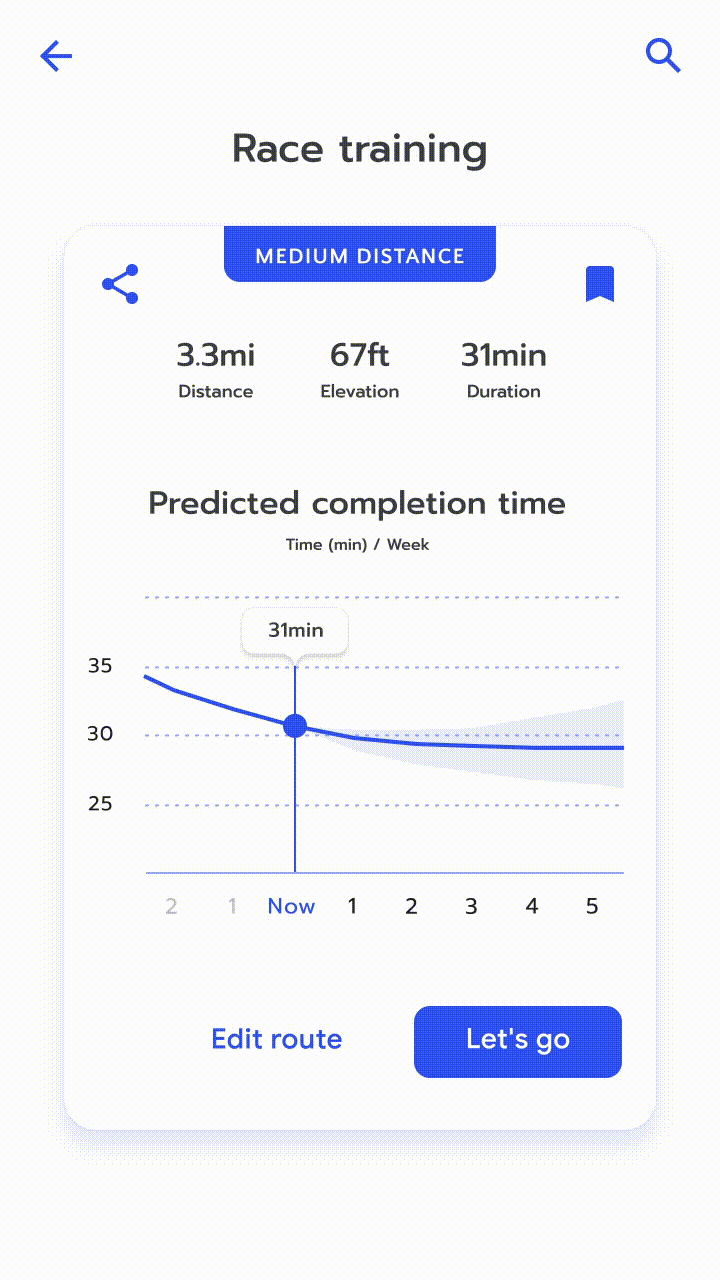 Race training
MEDIUM DISTANCE
3.3mi 67ft 31min
Distance Elevation Duration
Predicted completion time
Time (min) / Week
31min
35
30
25
2 1 Now 1 2 3 4 5
Edit route Let's go